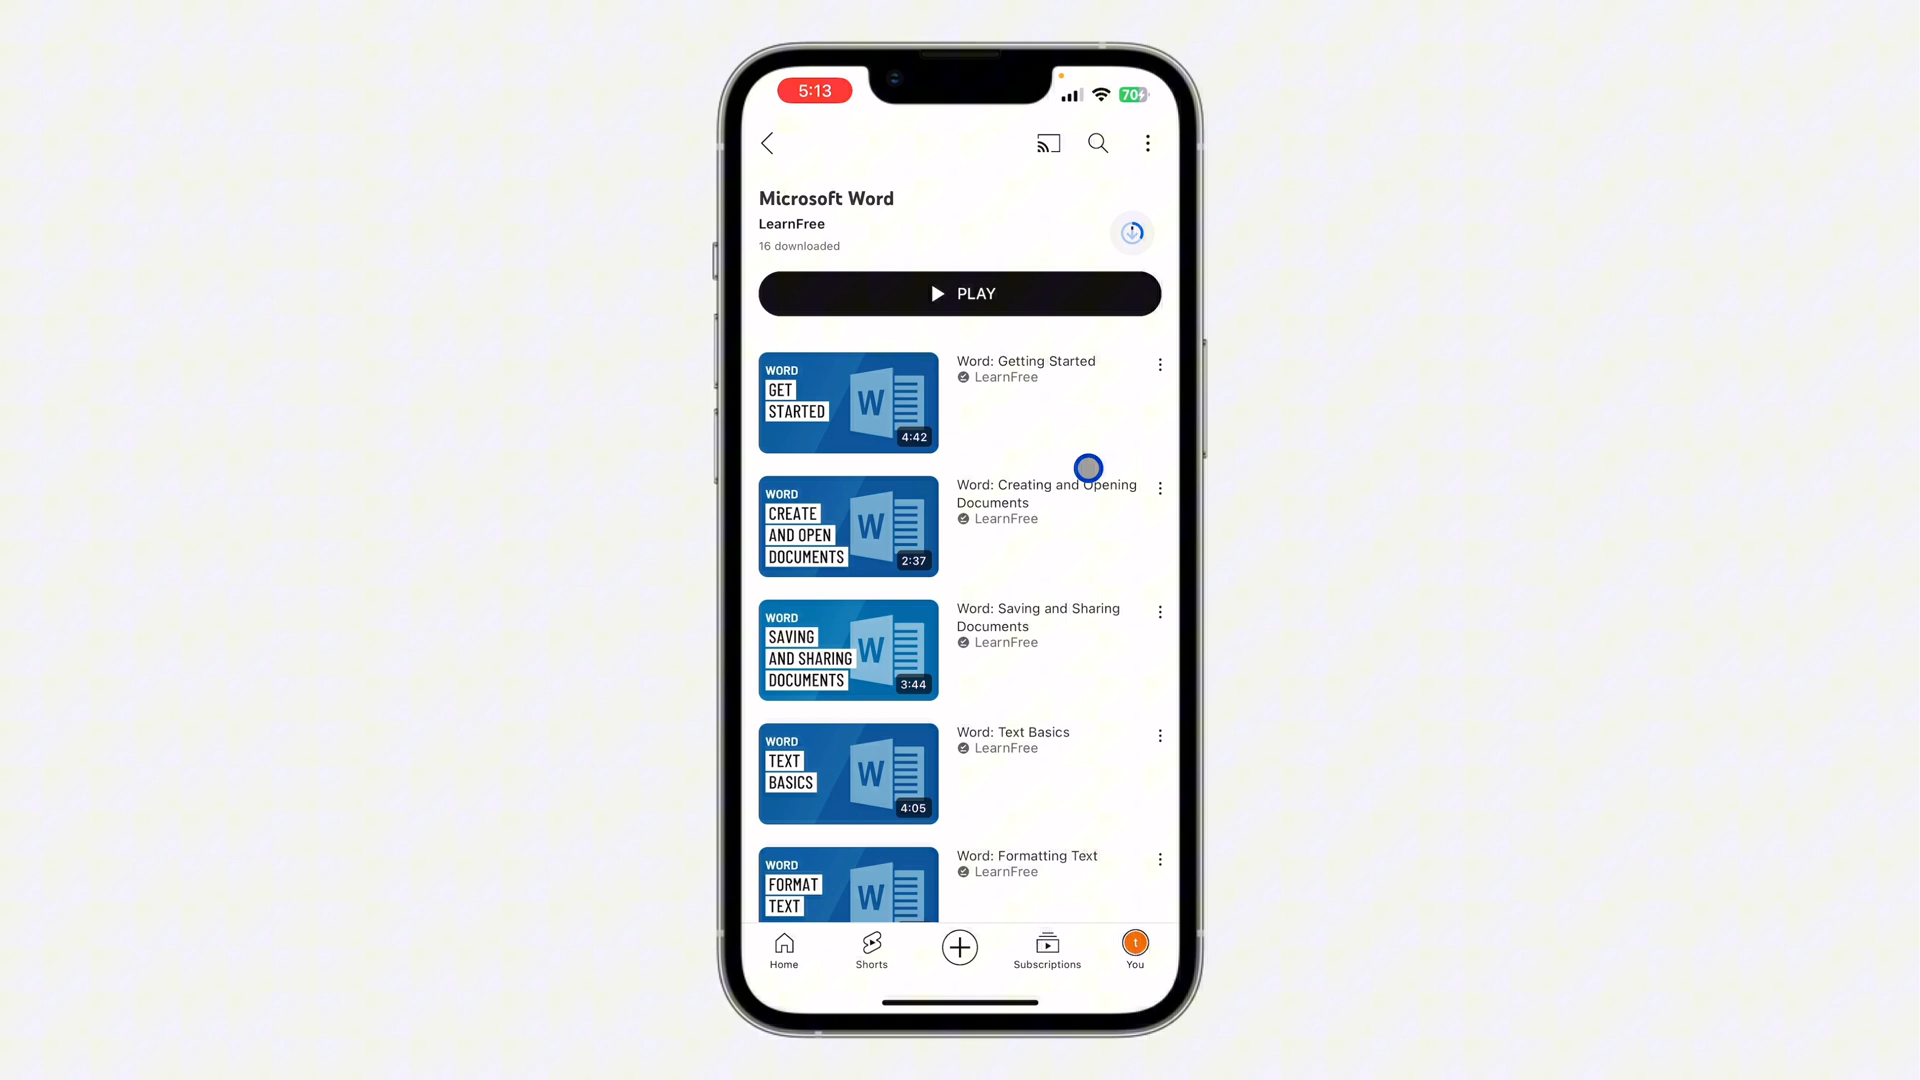 5:13
70
Microsoft Word
LearnFree
16 downloaded
PLAY
WORD
GET
STARTED
W
4:42
Word: Getting Started
LearnFree
WORD
CREATE
AND OPEN
DOCUMENTS
W
2:37
Word: Creating and Opening
Documents
LearnFree
WORD
SAVING
AND SHARING
DOCUMENTS
W
3:44
Word: Saving and Sharing
Documents
LearnFree
WORD
TEXT
BASICS
W
4:05
Word: Text Basics
LearnFree
WORD
FORMAT
TEXT
W
Word: Formatting Text
LearnFree
Home
Shorts
Subscriptions
t
You